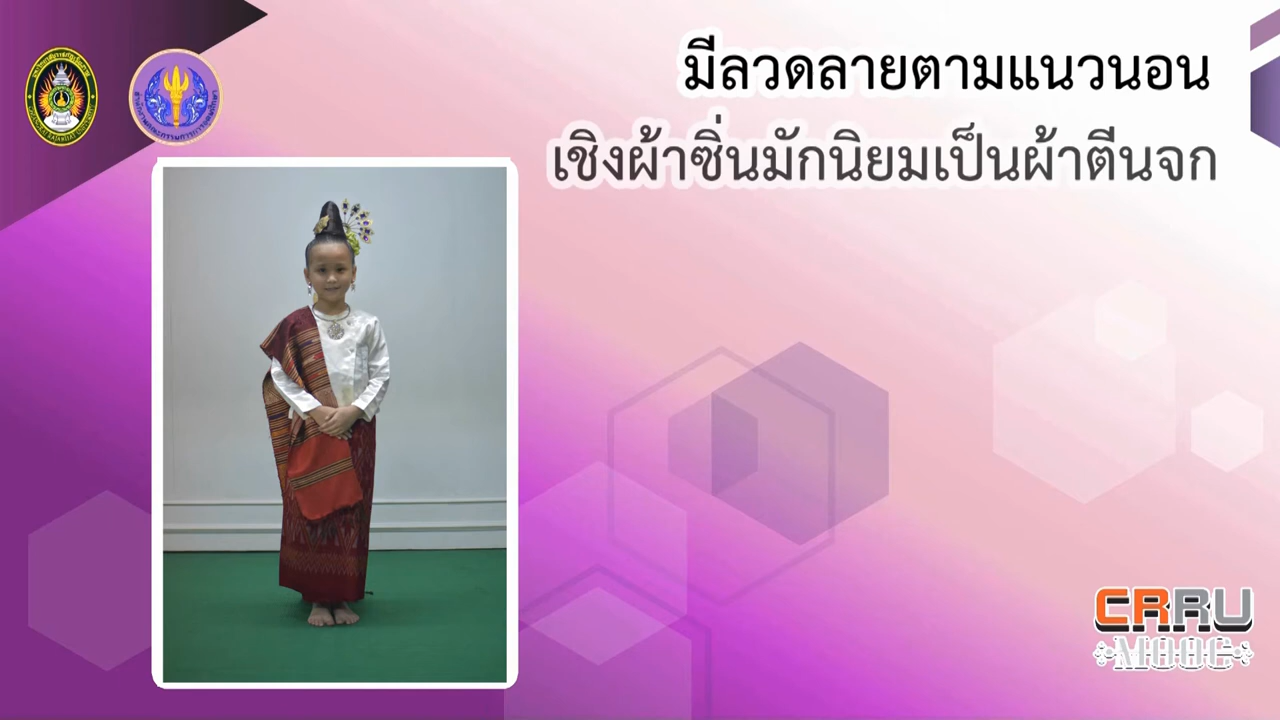 มีลวดลายตามแนวนอน
เชิงผ้าซิ่นมักนิยมเป็นผ้าตีนจก
CRRU
MOOC